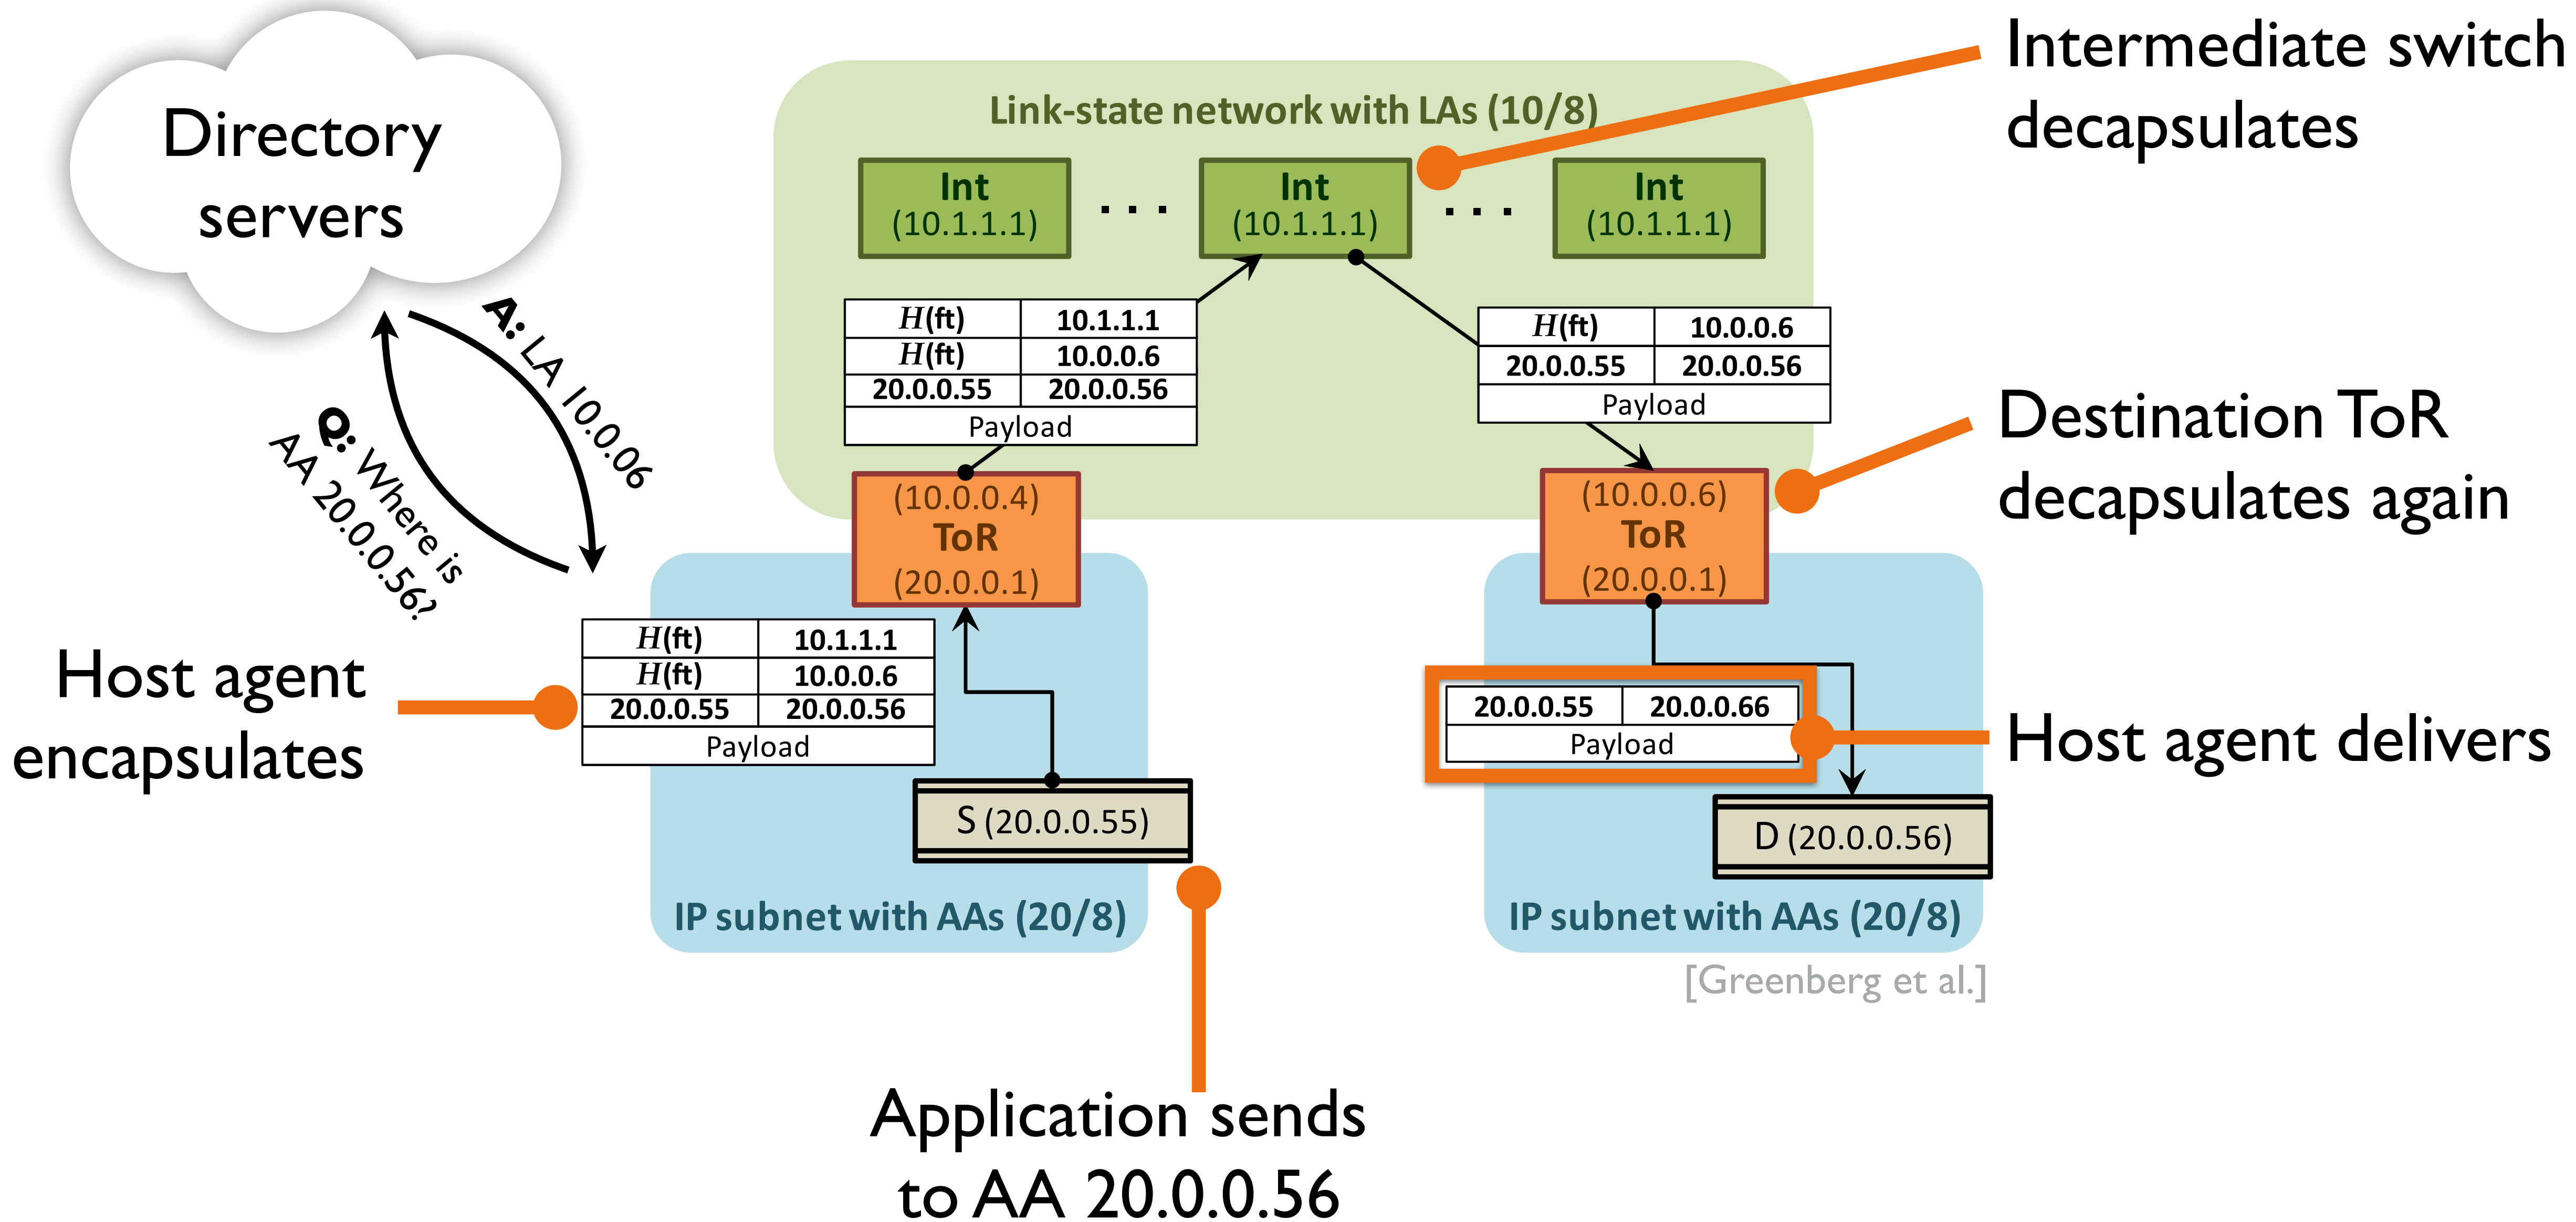 Directory
servers
Link-state network with LAs (10/8)
Intermediate switch
decapsulates
Int
(10.1.1.1)
. . .
Int
(10.1.1.1)
. . .
Int
(10.1.1.1)
A: LA 10.0.06
Q: Where is
AA 20.0.0.56?
H(ft) 10.1.1.1
H(ft) 10.0.0.6
20.0.0.55 20.0.0.56
Payload
H(ft) 10.0.0.6
20.0.0.55 20.0.0.56
Payload
Destination ToR
decapsulates again
(10.0.0.4)
ToR
(20.0.0.1)
(10.0.0.6)
ToR
(20.0.0.1)
Host agent
encapsulates
H(ft) 10.1.1.1
H(ft) 10.0.0.6
20.0.0.55 20.0.0.56
Payload
20.0.0.55 20.0.0.66
Payload
Host agent delivers
S (20.0.0.55)
D (20.0.0.56)
IP subnet with AAs (20/8)
IP subnet with AAs (20/8)
[Greenberg et al.]
Application sends
to AA 20.0.0.56